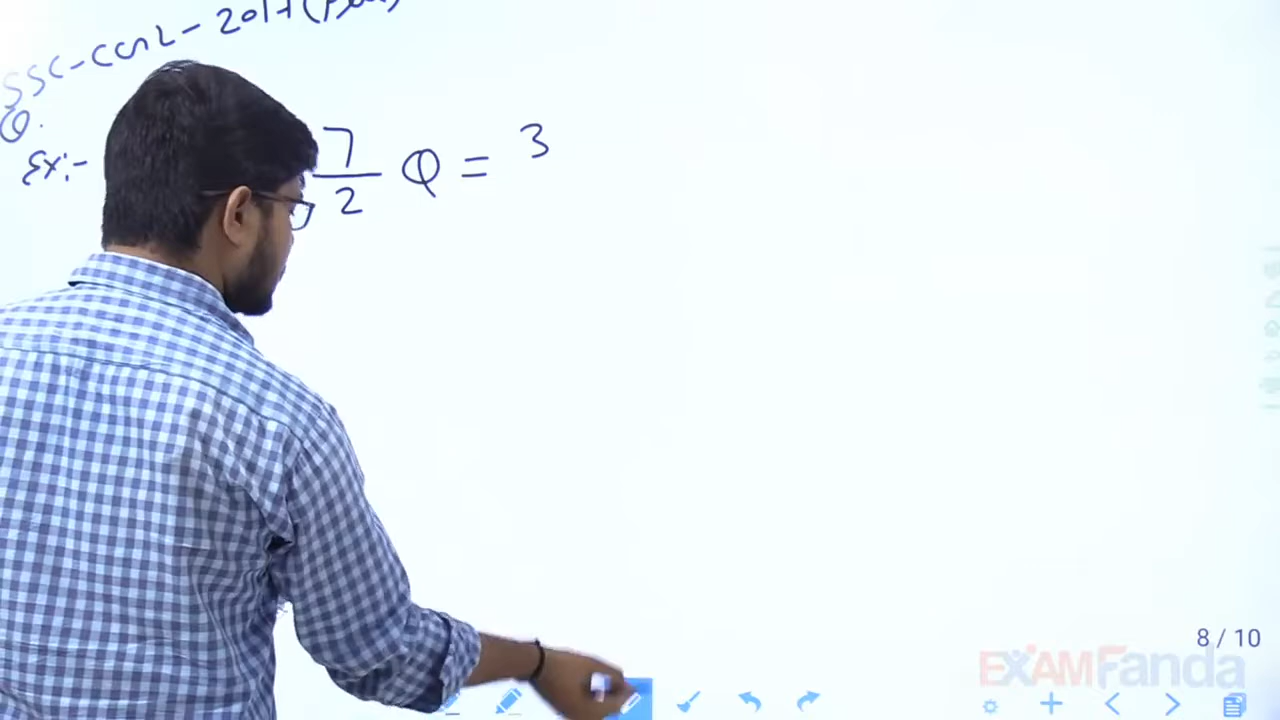 SSC-CGL-2017
Q.
Ex:-
7
2
Q = 3
8 / 10
EXAMFanda